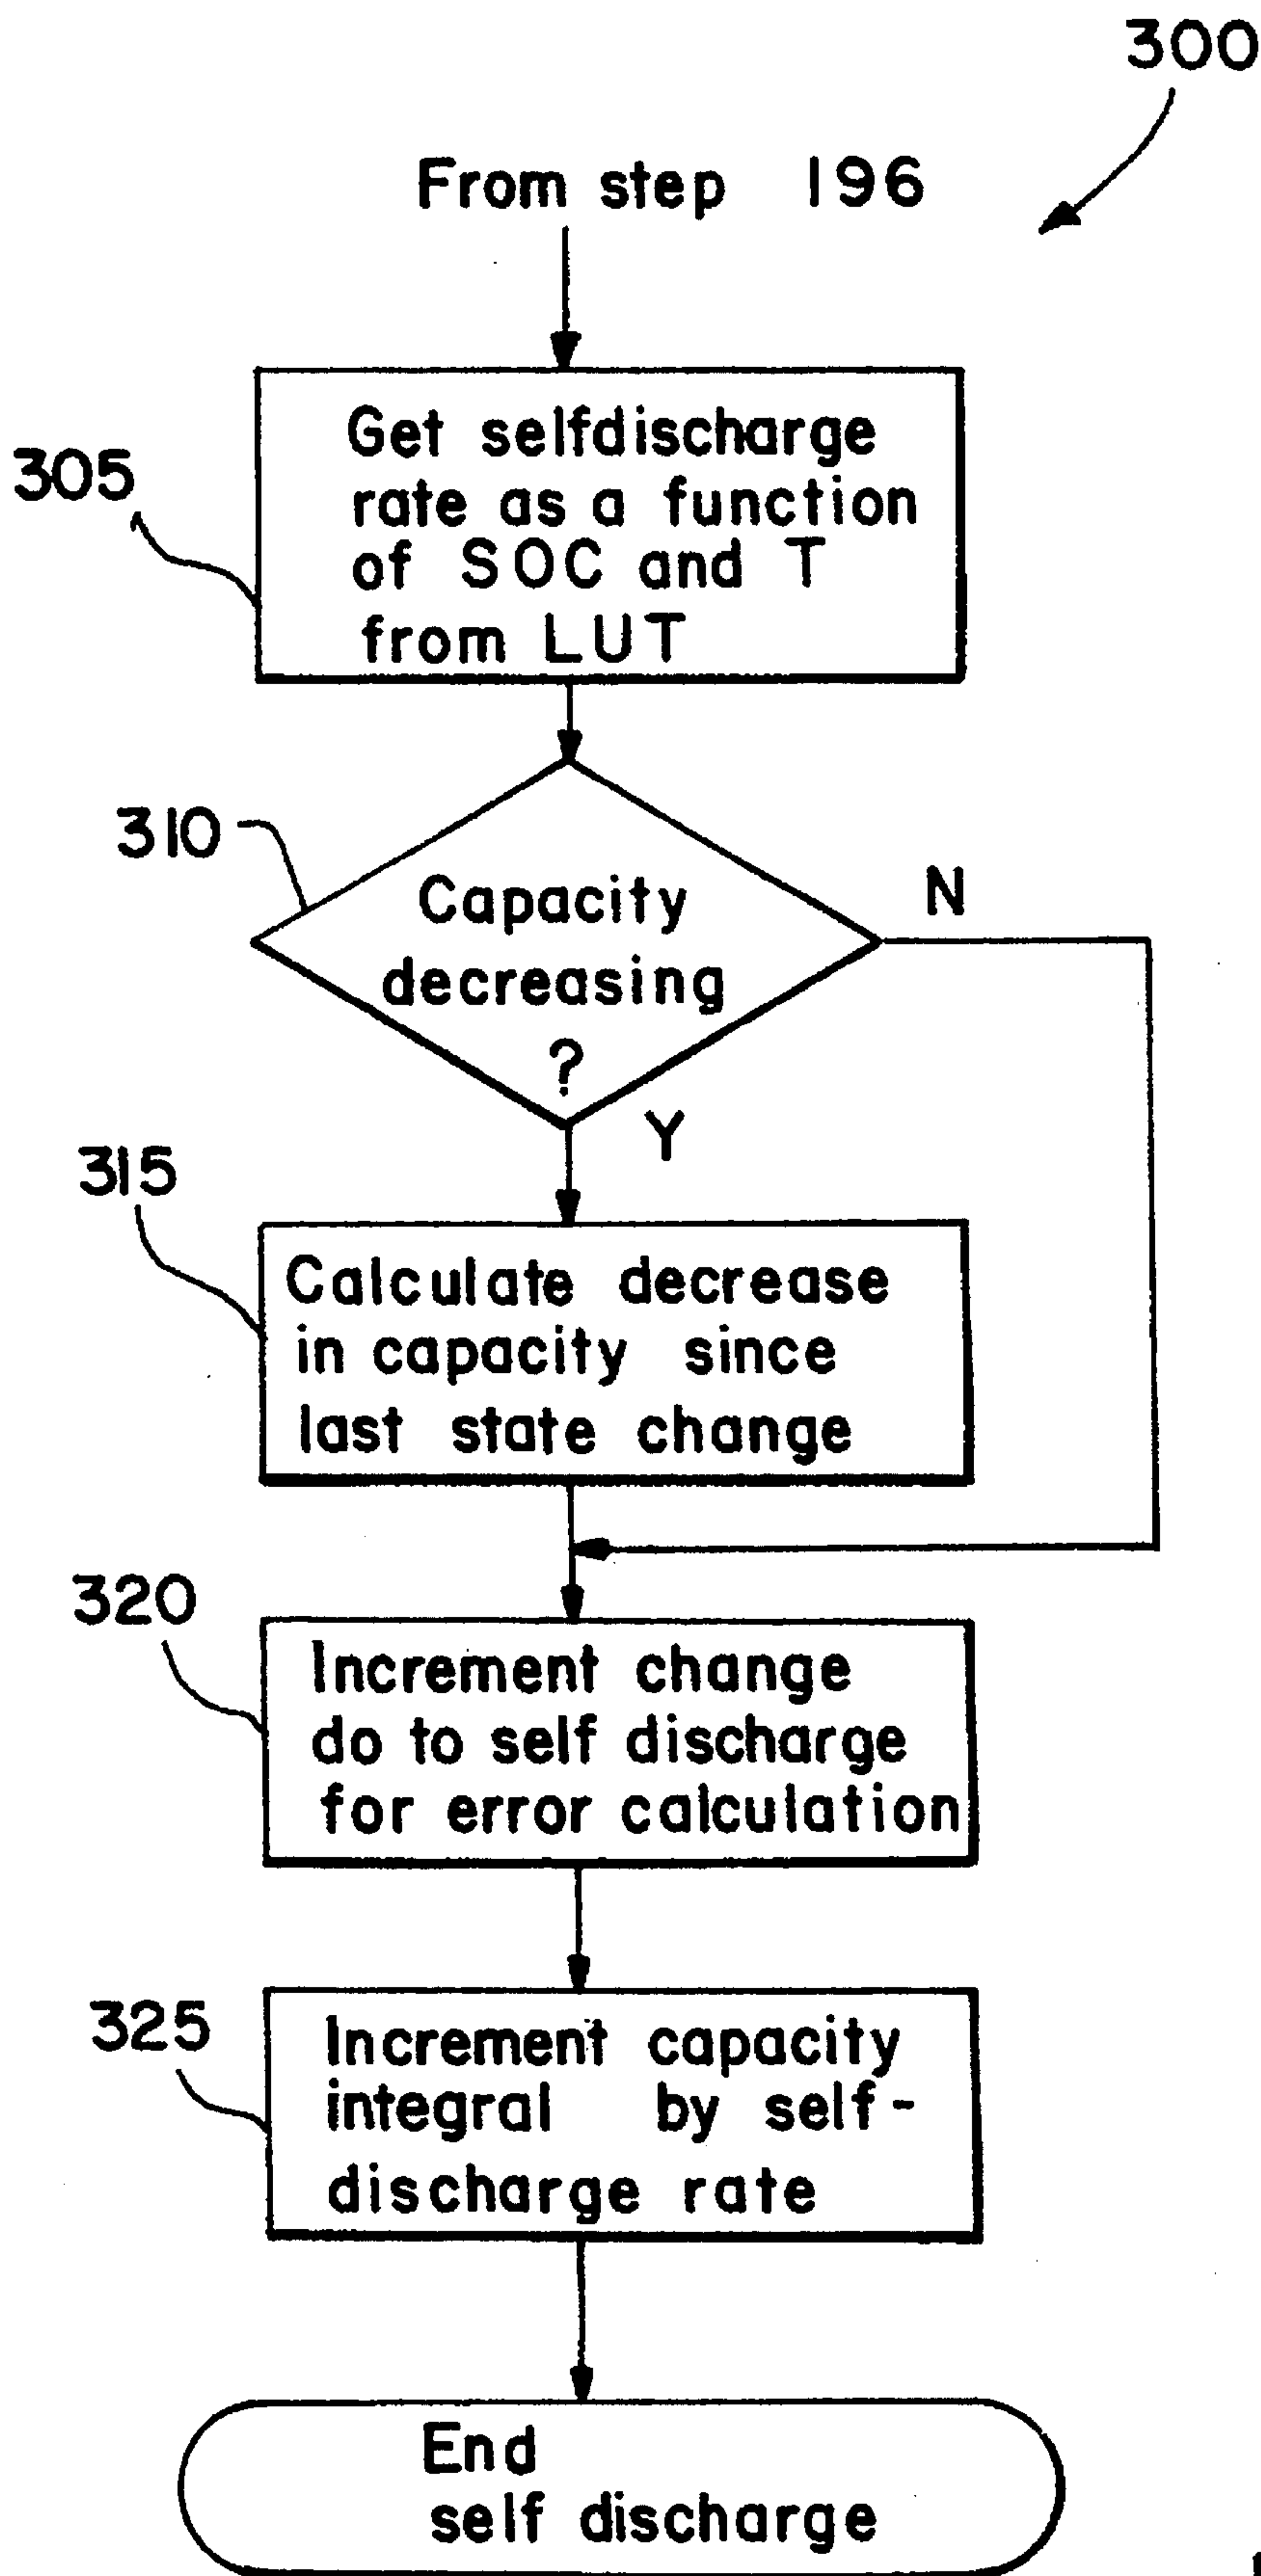 300
From step 196
305
Get selfdischarge
rate as a function
of SOC and T
from LUT
310
Capacity
decreasing
?
N
Y
315
Calculate decrease
in capacity since
last state change
320
Increment change
do to self discharge
for error calculation
325
Increment capacity
integral by self-
discharge rate
End
self discharge